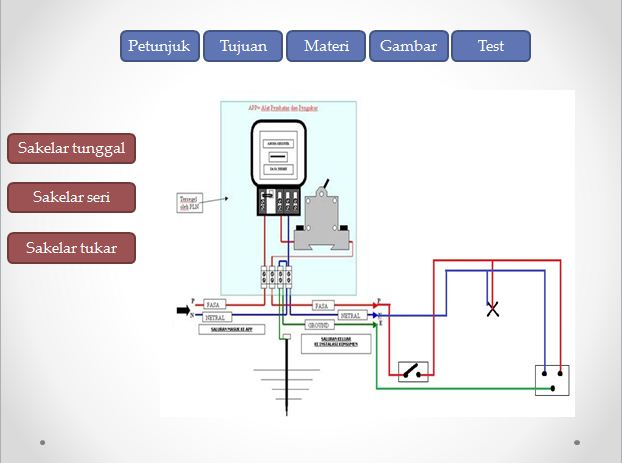 Petunjuk
Tujuan
Materi
Gambar
Test
Sakelar tunggal
Sakelar seri
Sakelar tukar
APP= Alat Pembatas dan Pengukur
Tersegel
oleh PLN
P
FASA
N
NETRAL
SALURAN MASUK KE APP
FASA
P
NETRAL
N
GROUND
K
SALURAN KELUAR
KE INSTALASI KONSUMEN